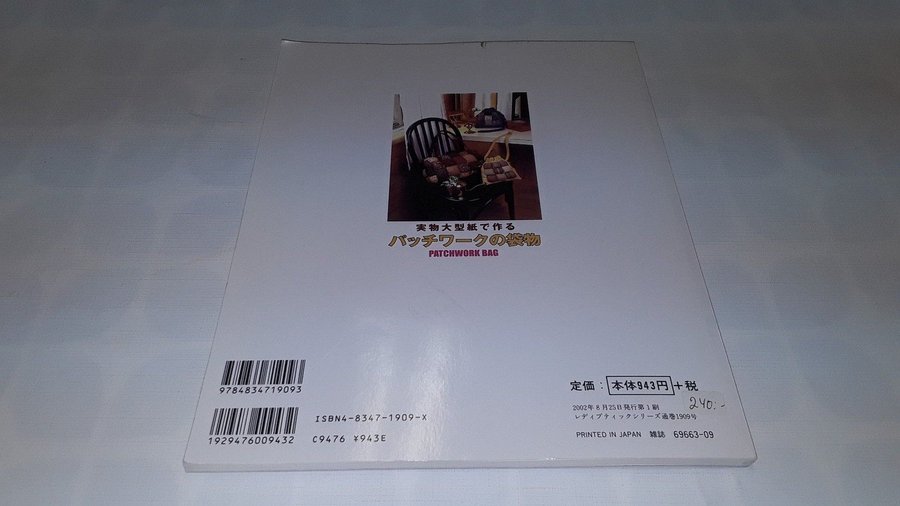 実物大型紙で作る
パッチワークの袋物
PATCHWORK BAG
9784834719093
1929476009432
ISBN4-8347-1909-X
C9476 ¥943E
定価：本体943円＋税
240:-
2002年8月25日発行第1刷
レディブティックシリーズ通巻1909号
PRINTED IN JAPAN 雑誌 69663-09